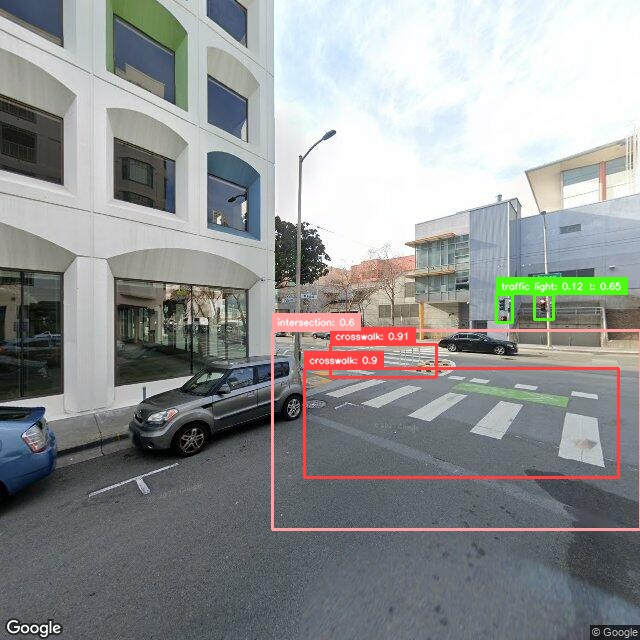 traffic light: 0.12 t: 0.65
intersection: 0.6
crosswalk: 0.91
crosswalk: 0.9
Google
© Google